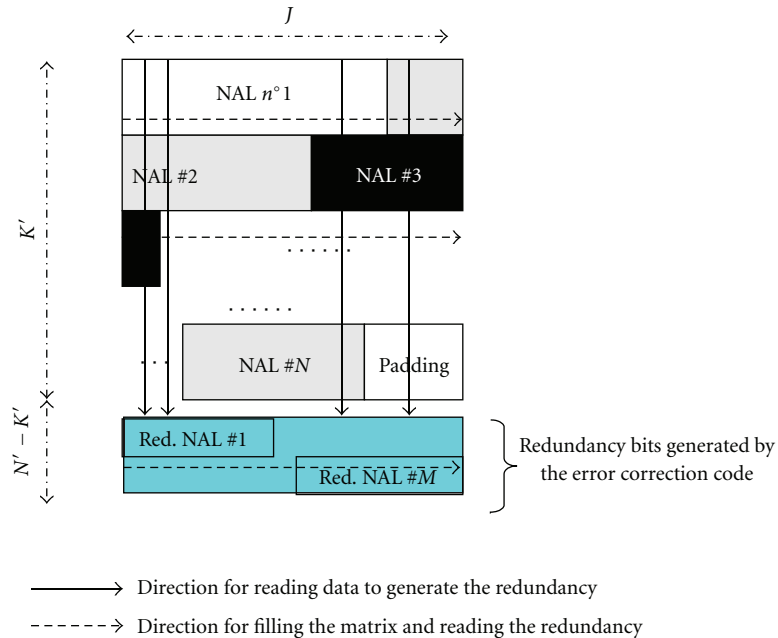 J
NAL n°1
NAL #2
NAL #3
K′
. . . . . .
. . . . . .
. . .
NAL #N
Padding
N′ − K′
Red. NAL #1
Red. NAL #M
Redundancy bits generated by
the error correction code
Direction for reading data to generate the redundancy
Direction for filling the matrix and reading the redundancy